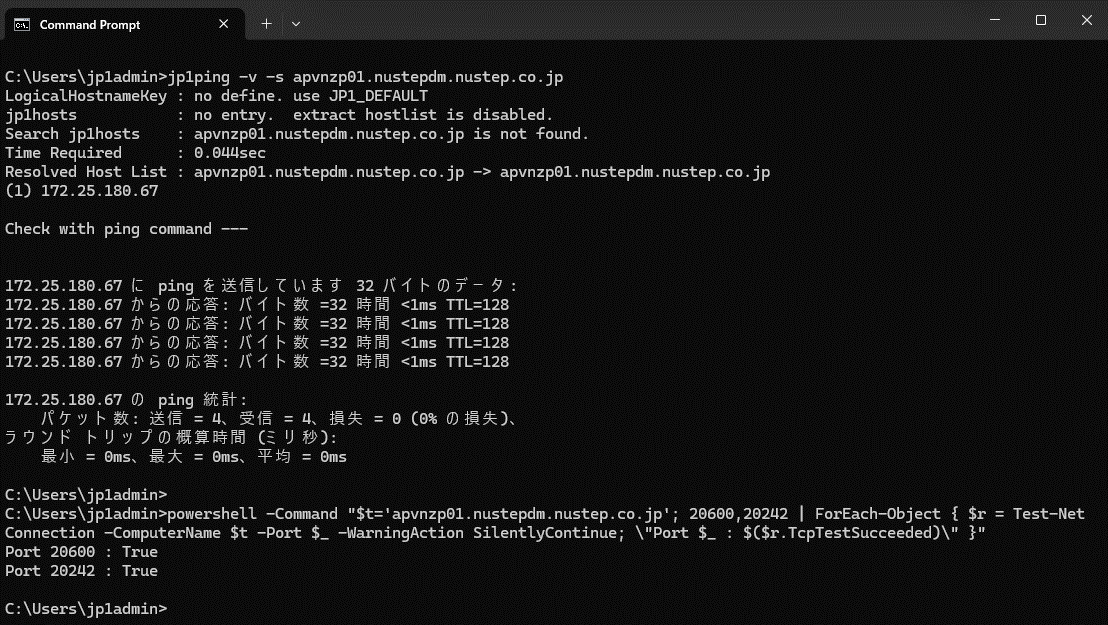 Command Prompt
C:\Users\jp1admin>jp1ping -v -s apvnzp01.nustepdm.nustep.co.jp
LogicalHostnameKey : no define. use JP1_DEFAULT
jp1hosts           : no entry.  extract hostlist is disabled.
Search jp1hosts    : apvnzp01.nustepdm.nustep.co.jp is not found.
Time Required      : 0.044sec
Resolved Host List : apvnzp01.nustepdm.nustep.co.jp -> apvnzp01.nustepdm.nustep.co.jp
(1) 172.25.180.67
Check with ping command ---
172.25.180.67 に ping を送信しています 32 バイトのデータ:
172.25.180.67 からの応答: バイト数 =32 時間 <1ms TTL=128
172.25.180.67 からの応答: バイト数 =32 時間 <1ms TTL=128
172.25.180.67 からの応答: バイト数 =32 時間 <1ms TTL=128
172.25.180.67 からの応答: バイト数 =32 時間 <1ms TTL=128
172.25.180.67 の ping 統計:
    パケット数: 送信 = 4、受信 = 4、損失 = 0 (0% の損失)、
ラウンド トリップの概算時間 (ミリ秒):
    最小 = 0ms、最大 = 0ms、平均 = 0ms
C:\Users\jp1admin>
C:\Users\jp1admin>powershell -Command "$t='apvnzp01.nustepdm.nustep.co.jp'; 20600,20242 | ForEach-Object { $r = Test-Net
Connection -ComputerName $t -Port $_ -WarningAction SilentlyContinue; \"Port $_ : $($r.TcpTestSucceeded)\" }"
Port 20600 : True
Port 20242 : True
C:\Users\jp1admin>